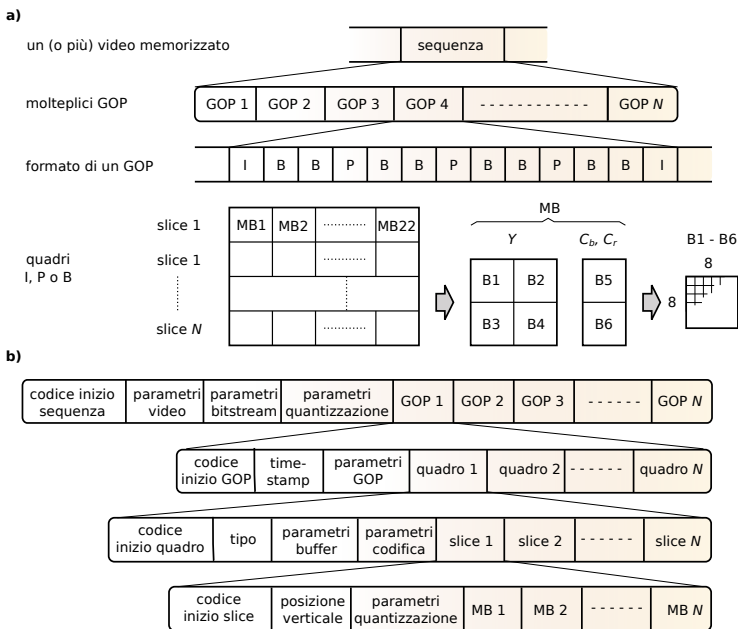 a)
un (o più) video memorizzato
sequenza
molteplici GOP
GOP 1 GOP 2 GOP 3 GOP 4 - - - - - - - - - - - - GOP N
formato di un GOP
I B B P B B P B B P B B I
MB
slice 1
MB1 MB2 ........... MB22
Y
Cb, Cr
B1 - B6
quadri
I, P o B
slice 1
...........
8
B1 B2
B5
8
B3 B4
B6
slice N
...........
b)
codice inizio
sequenza
parametri
video
parametri
bitstream
parametri
quantizzazione
GOP 1 GOP 2 GOP 3 - - - - - - GOP N
codice
inizio GOP
time-
stamp
parametri
GOP
quadro 1 quadro 2 - - - - - - quadro N
codice
inizio quadro
tipo
parametri
buffer
parametri
codifica
slice 1 slice 2 - - - - - - slice N
codice
inizio slice
posizione
verticale
parametri
quantizzazione
MB 1 MB 2 - - - - - - MB N